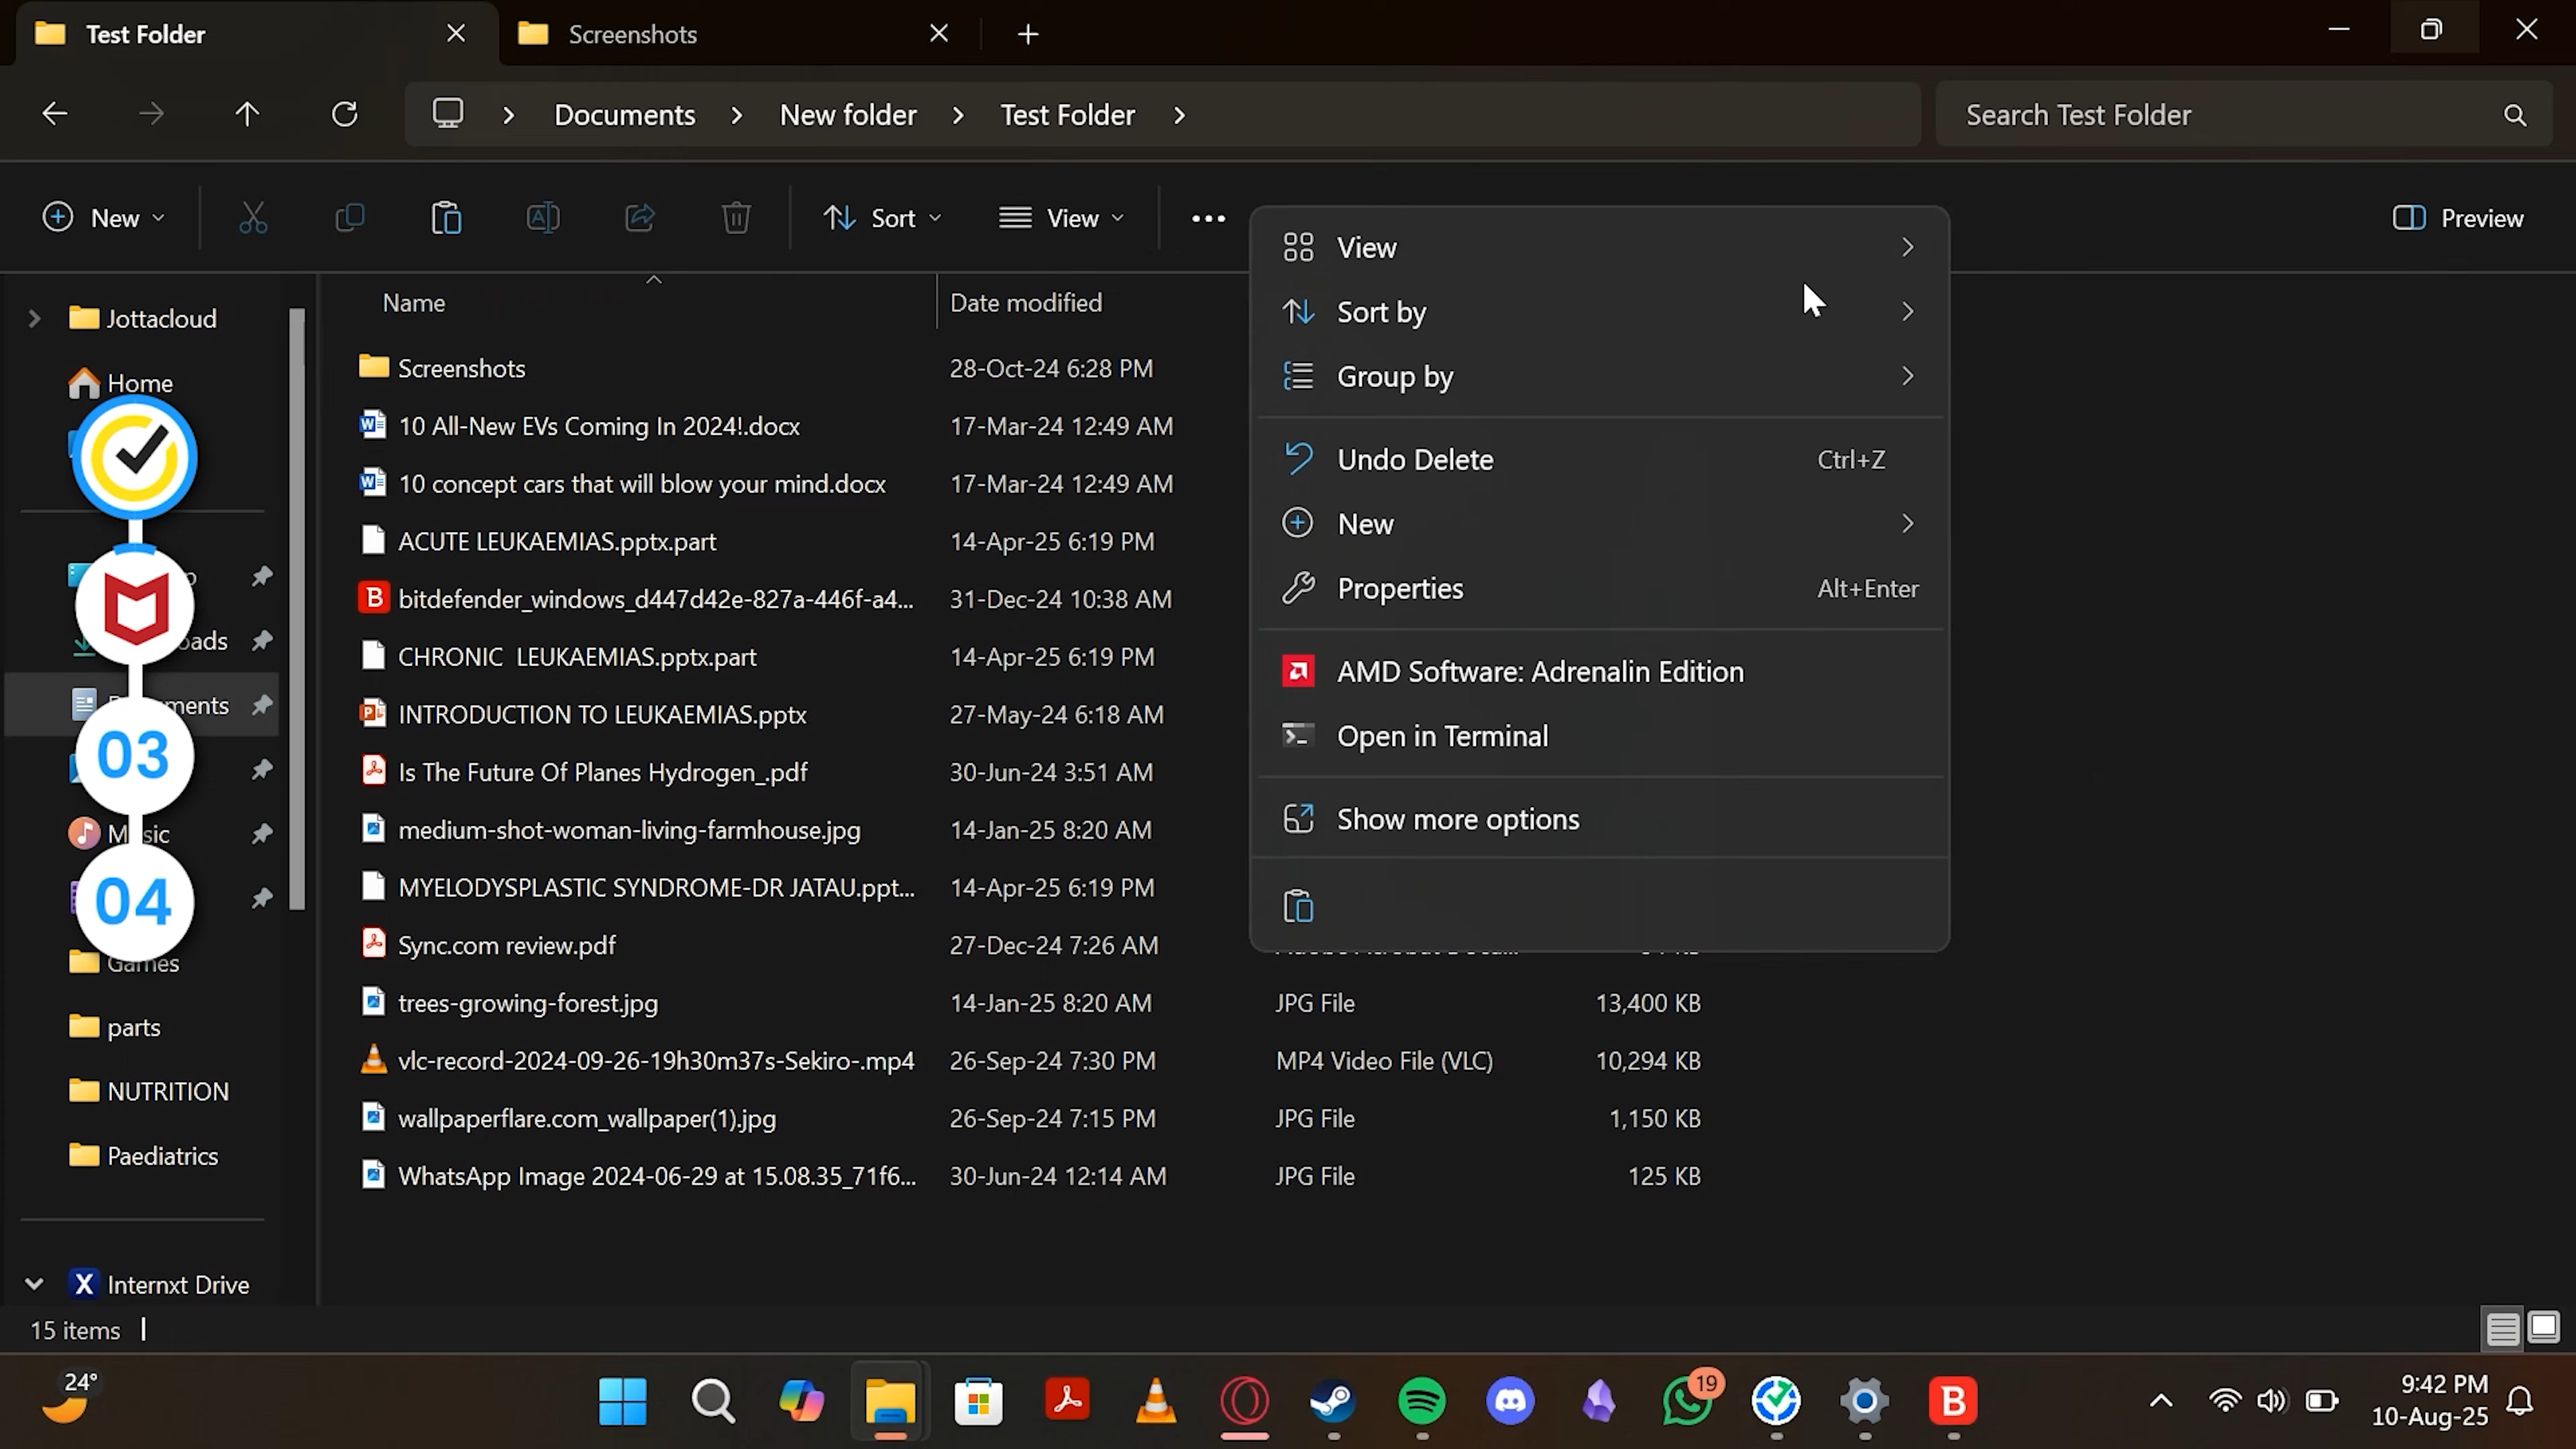 Test Folder
Screenshots
Documents
New folder
Test Folder
Search Test Folder
New
Sort
View
Preview
Jottacloud
Home
Music
Games
parts
NUTRITION
Paediatrics
Internxt Drive
03
04
Name
Date modified
Screenshots 28-Oct-24 6:28 PM
10 All-New EVs Coming In 2024!.docx 17-Mar-24 12:49 AM
10 concept cars that will blow your mind.docx 17-Mar-24 12:49 AM
ACUTE LEUKAEMIAS.pptx.part 14-Apr-25 6:19 PM
bitdefender_windows_d447d42e-827a-446f-a4... 31-Dec-24 10:38 AM
CHRONIC LEUKAEMIAS.pptx.part 14-Apr-25 6:19 PM
INTRODUCTION TO LEUKAEMIAS.pptx 27-May-24 6:18 AM
Is The Future Of Planes Hydrogen_.pdf 30-Jun-24 3:51 AM
medium-shot-woman-living-farmhouse.jpg 14-Jan-25 8:20 AM
MYELODYSPLASTIC SYNDROME-DR JATAU.ppt... 14-Apr-25 6:19 PM
Sync.com review.pdf 27-Dec-24 7:26 AM
trees-growing-forest.jpg 14-Jan-25 8:20 AM JPG File 13,400 KB
vlc-record-2024-09-26-19h30m37s-Sekiro-.mp4 26-Sep-24 7:30 PM MP4 Video File (VLC) 10,294 KB
wallpaperflare.com_wallpaper(1).jpg 26-Sep-24 7:15 PM JPG File 1,150 KB
WhatsApp Image 2024-06-29 at 15.08.35_71f6... 30-Jun-24 12:14 AM JPG File 125 KB
View
Sort by
Group by
Undo Delete Ctrl+Z
New
Properties Alt+Enter
AMD Software: Adrenalin Edition
Open in Terminal
Show more options
15 items
24°
19
9:42 PM
10-Aug-25